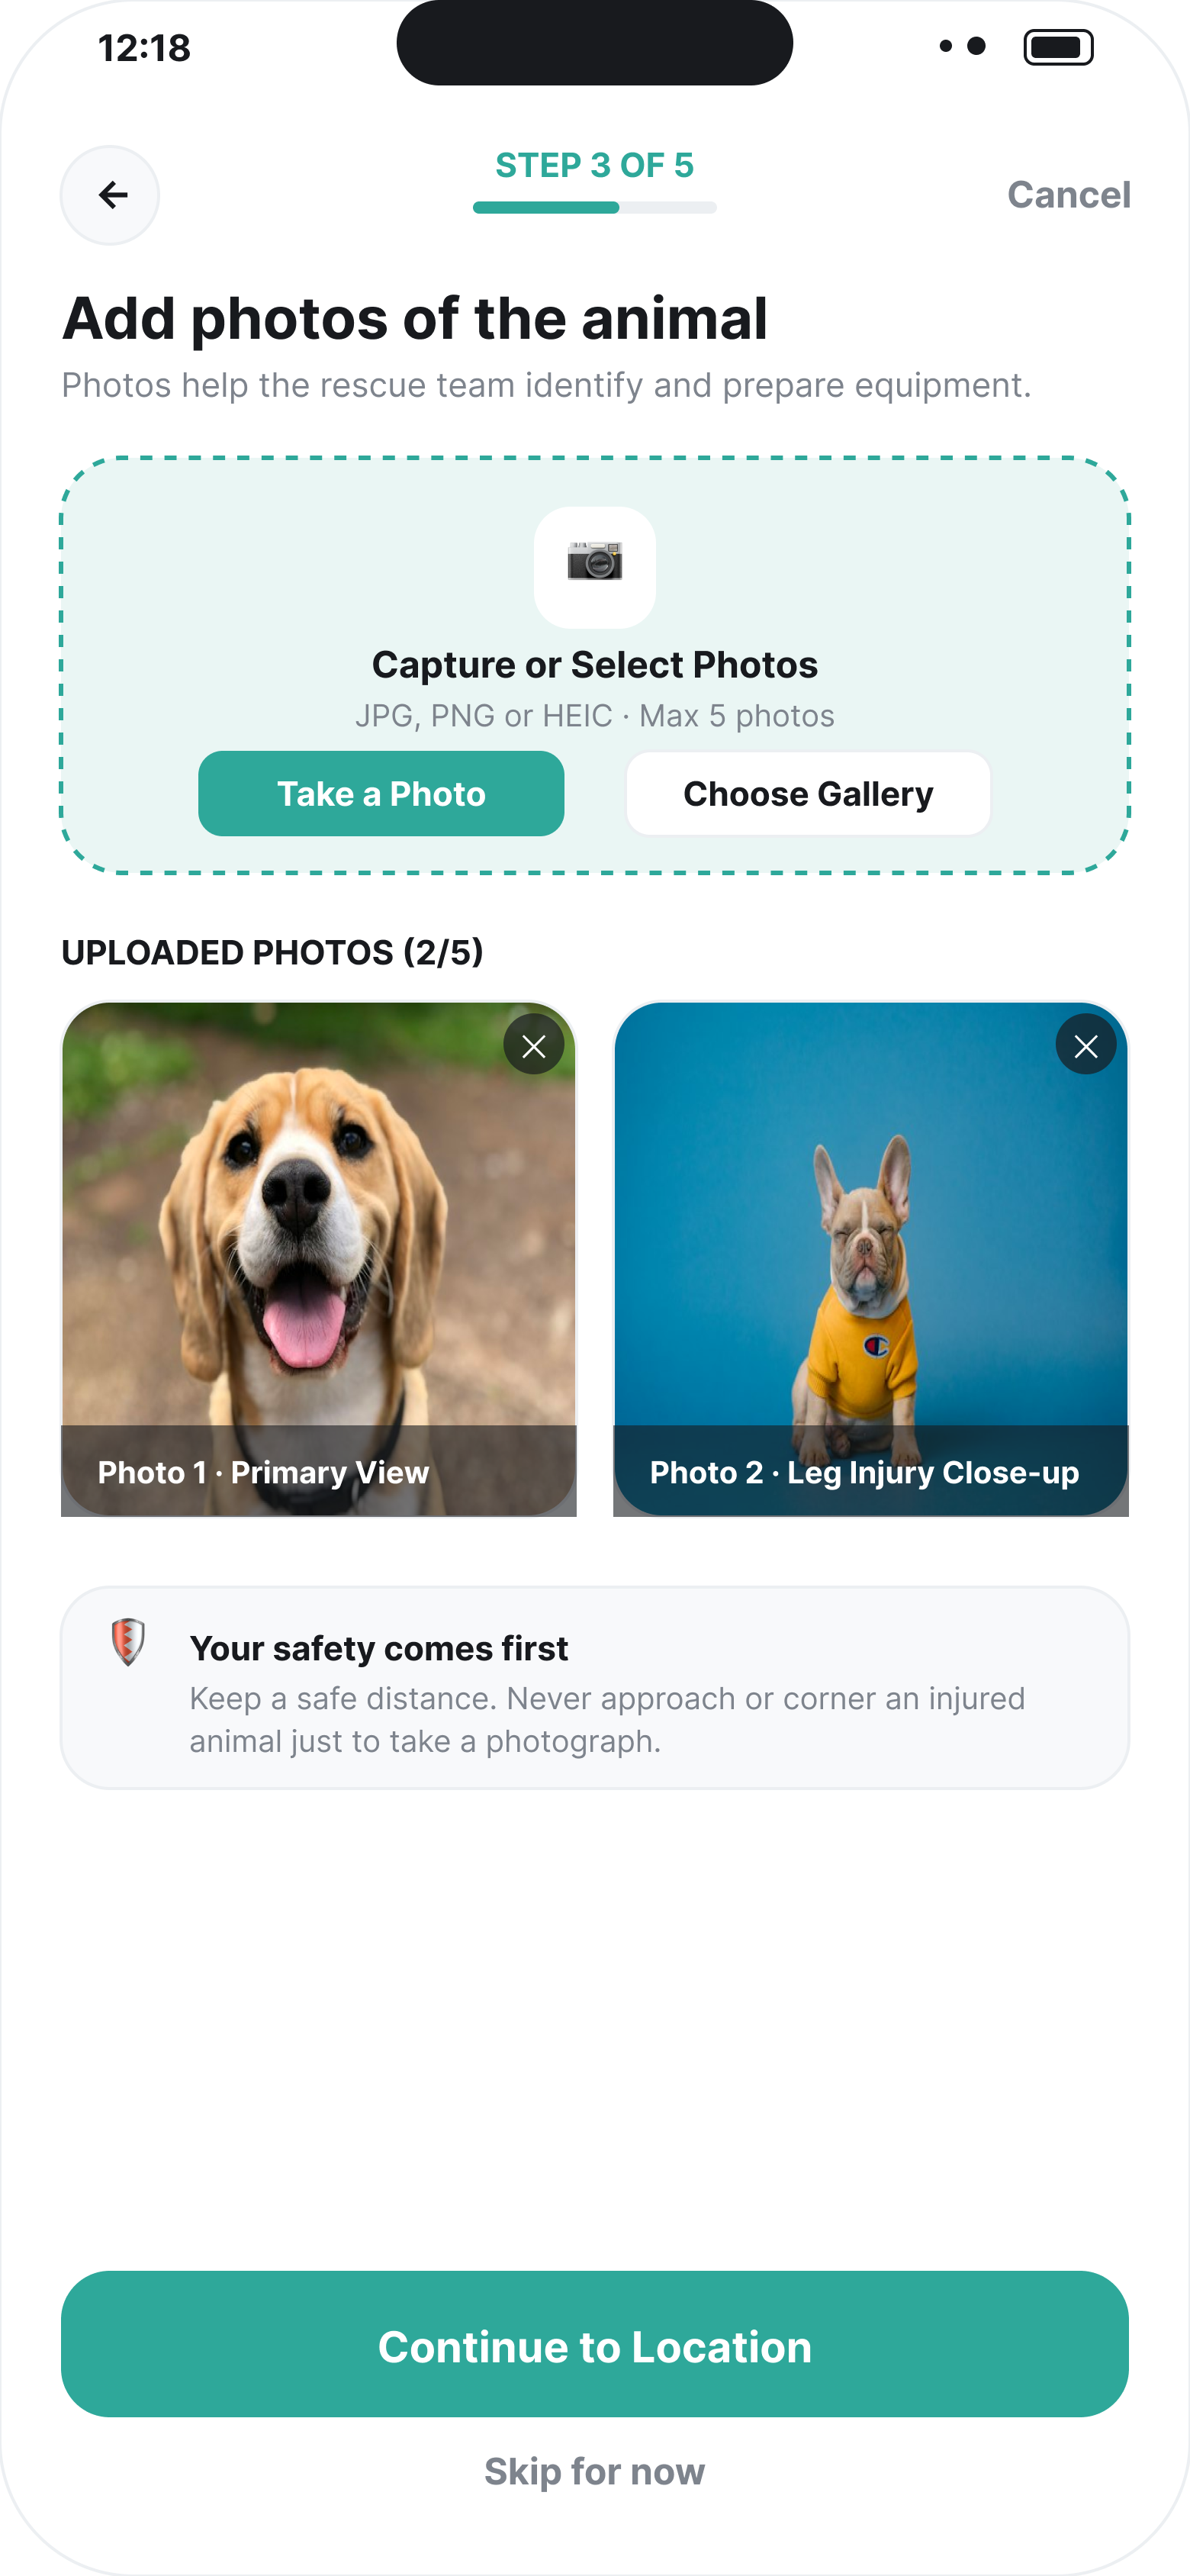 12:18
STEP 3 OF 5
Cancel
Add photos of the animal
Photos help the rescue team identify and prepare equipment.
Capture or Select Photos
JPG, PNG or HEIC · Max 5 photos
Take a Photo
Choose Gallery
UPLOADED PHOTOS (2/5)
Photo 1 · Primary View
Photo 2 · Leg Injury Close-up
Your safety comes first
Keep a safe distance. Never approach or corner an injured
animal just to take a photograph.
Continue to Location
Skip for now